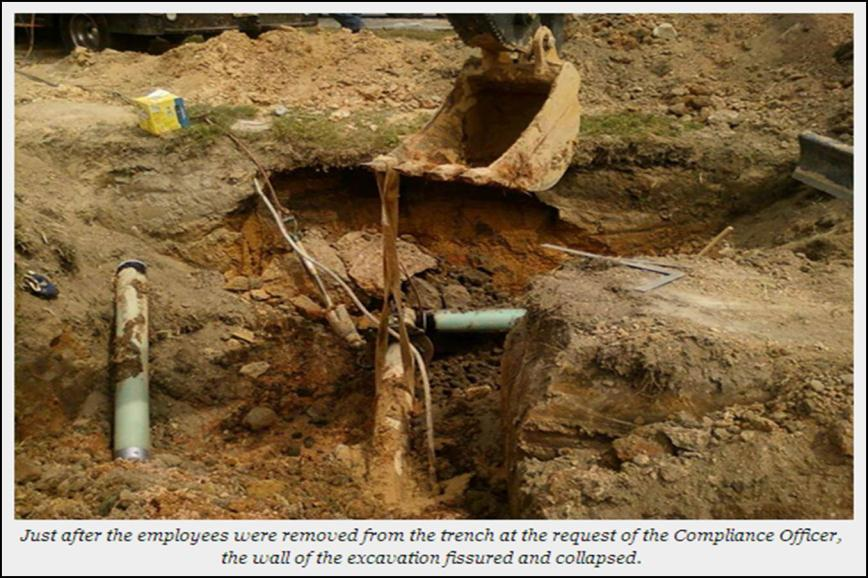 Just after the employees were removed from the trench at the request of the Compliance Officer,
the wall of the excavation fissured and collapsed.